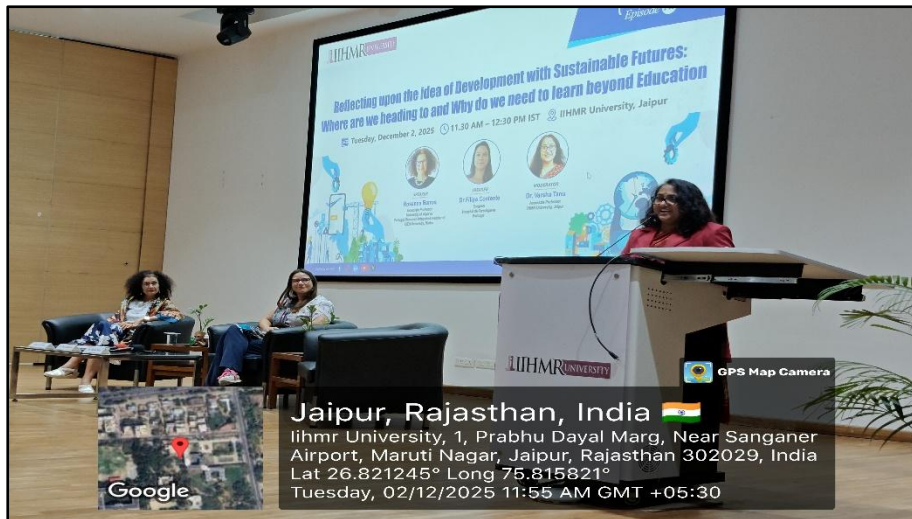 Episode
IIHMR UNIVERSITY
Reflecting upon the idea of Development with Sustainable Futures:
Where are we heading to and Why do we need to learn beyond Education
Tuesday, December 2, 2025 11.30 AM – 12:30 PM IST IIHMR University, Jaipur
Dr. Varsha Tanu
IIHMR UNIVERSITY
GPS Map Camera
Jaipur, Rajasthan, India
Iihmr University, 1, Prabhu Dayal Marg, Near Sanganer
Airport, Maruti Nagar, Jaipur, Rajasthan 302029, India
Lat 26.821245° Long 75.815821°
Tuesday, 02/12/2025 11:55 AM GMT +05:30
Google